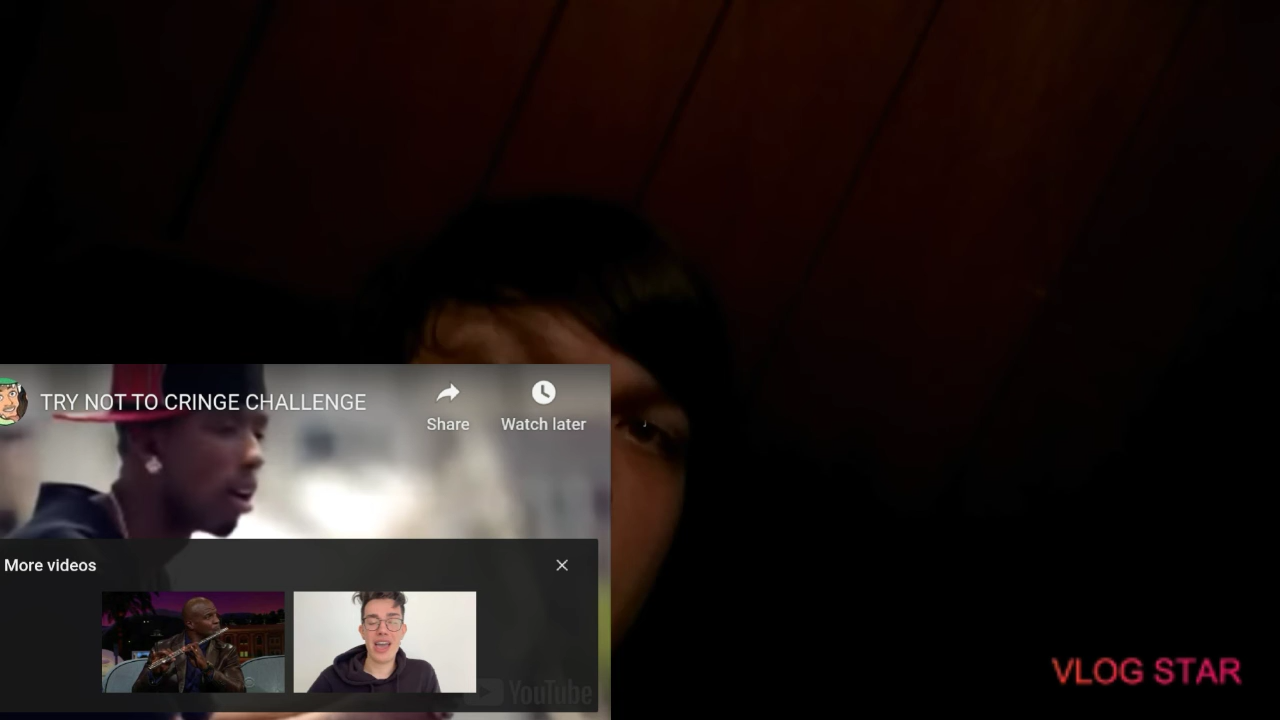 TRY NOT TO CRINGE CHALLENGE
Share
Watch later
More videos
YouTube
VLOG STAR